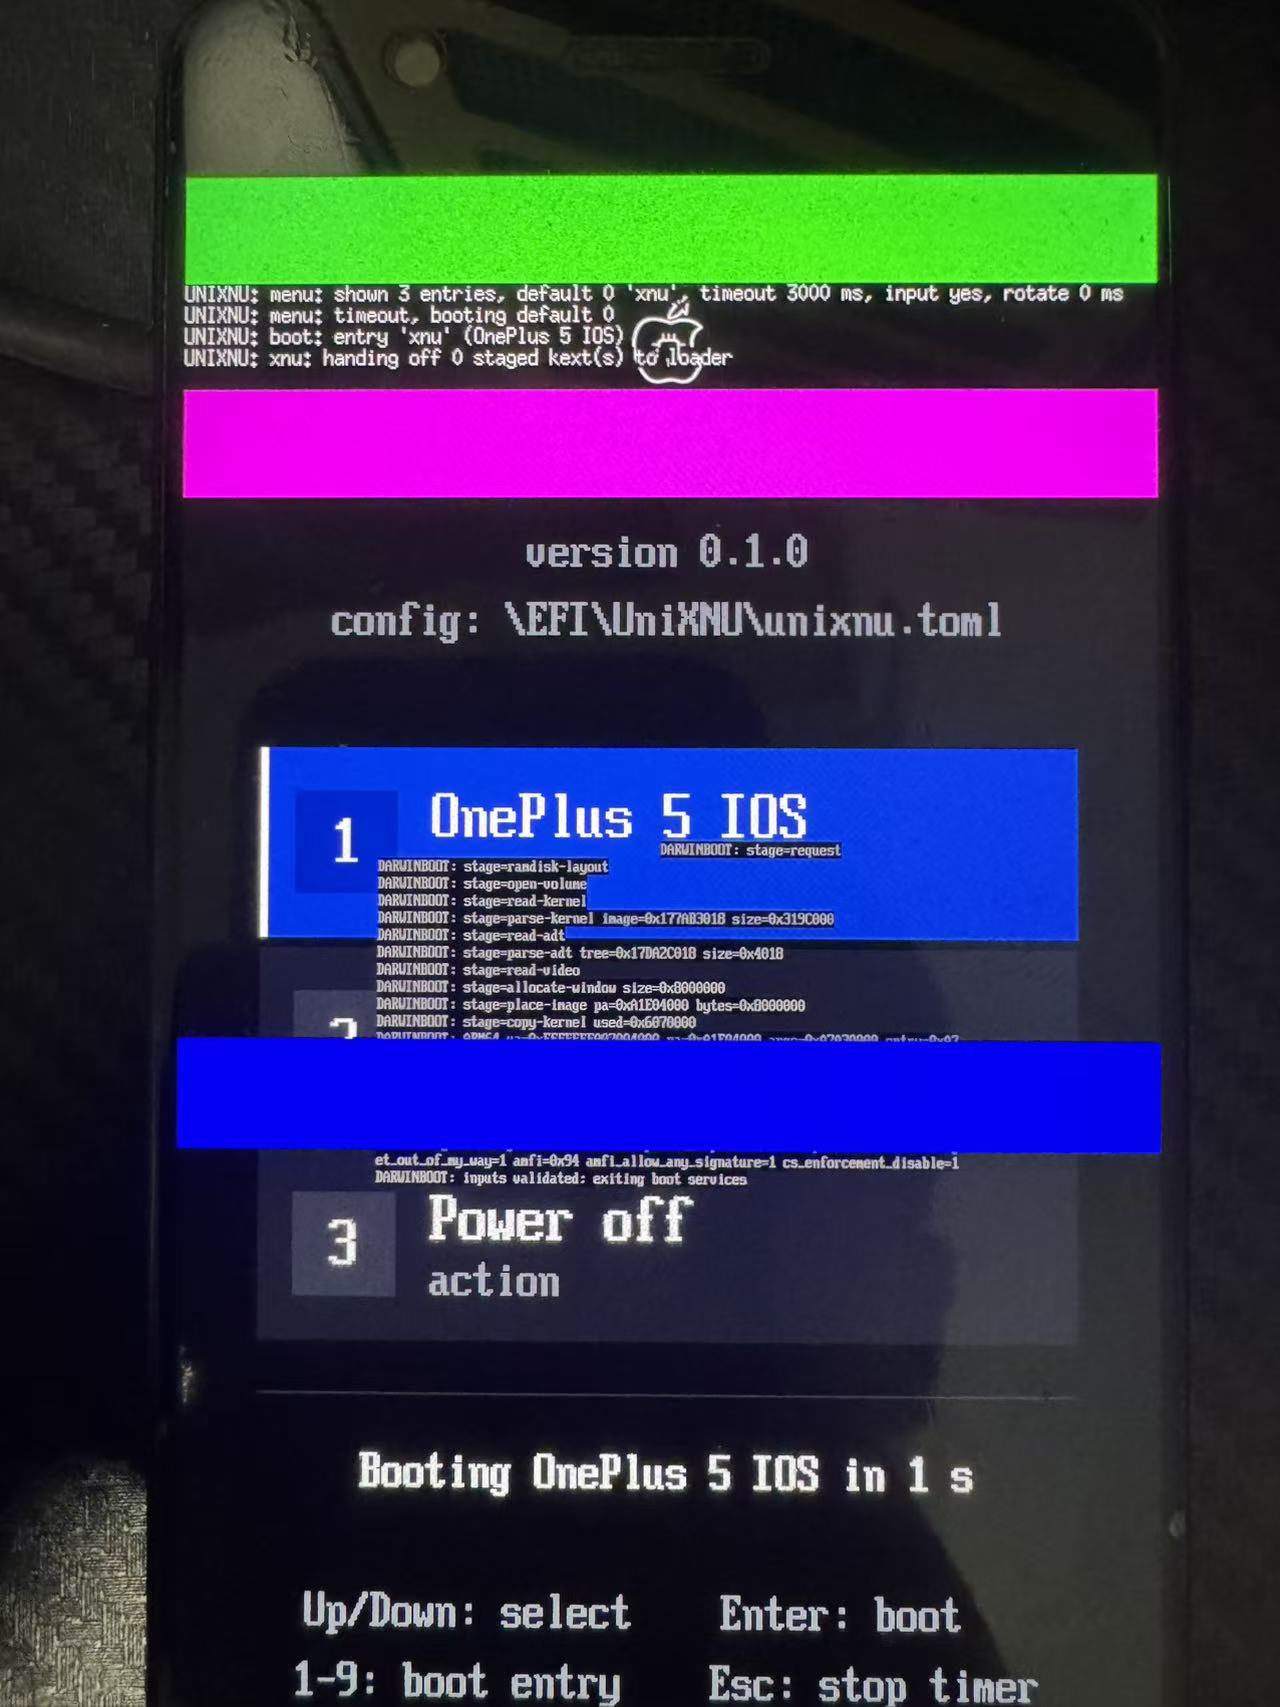 UNIXNU: menu: shown 3 entries, default 0 'xnu', timeout 3000 ms, input yes, rotate 0 ms
UNIXNU: menu: timeout, booting default 0
UNIXNU: boot: entry 'xnu' (OnePlus 5 IOS)
UNIXNU: xnu: handing off 0 staged kext(s) to loader
version 0.1.0
config: \EFI\UniXNU\unixnu.toml
1
OnePlus 5 IOS
DARWINBOOT: stage=request
DARWINBOOT: stage=ramdisk-layout
DARWINBOOT: stage=open-volume
DARWINBOOT: stage=read-kernel
DARWINBOOT: stage=parse-kernel image=0x177AB3018 size=0x319C000
DARWINBOOT: stage=read-adt
DARWINBOOT: stage=parse-adt tree=0x17DA2C018 size=0x4018
DARWINBOOT: stage=read-video
DARWINBOOT: stage=allocate-window size=0x8000000
DARWINBOOT: stage=place-image pa=0xA1E04000 bytes=0x8000000
DARWINBOOT: stage=copy-kernel used=0x6070000
et_out_of_my_way=1 amfi=0x94 amfi_allow_any_signature=1 cs_enforcement_disable=1
DARWINBOOT: inputs validated: exiting boot services
3
Power off
action
Booting OnePlus 5 IOS in 1 s
Up/Down: select
Enter: boot
1-9: boot entry
Esc: stop timer